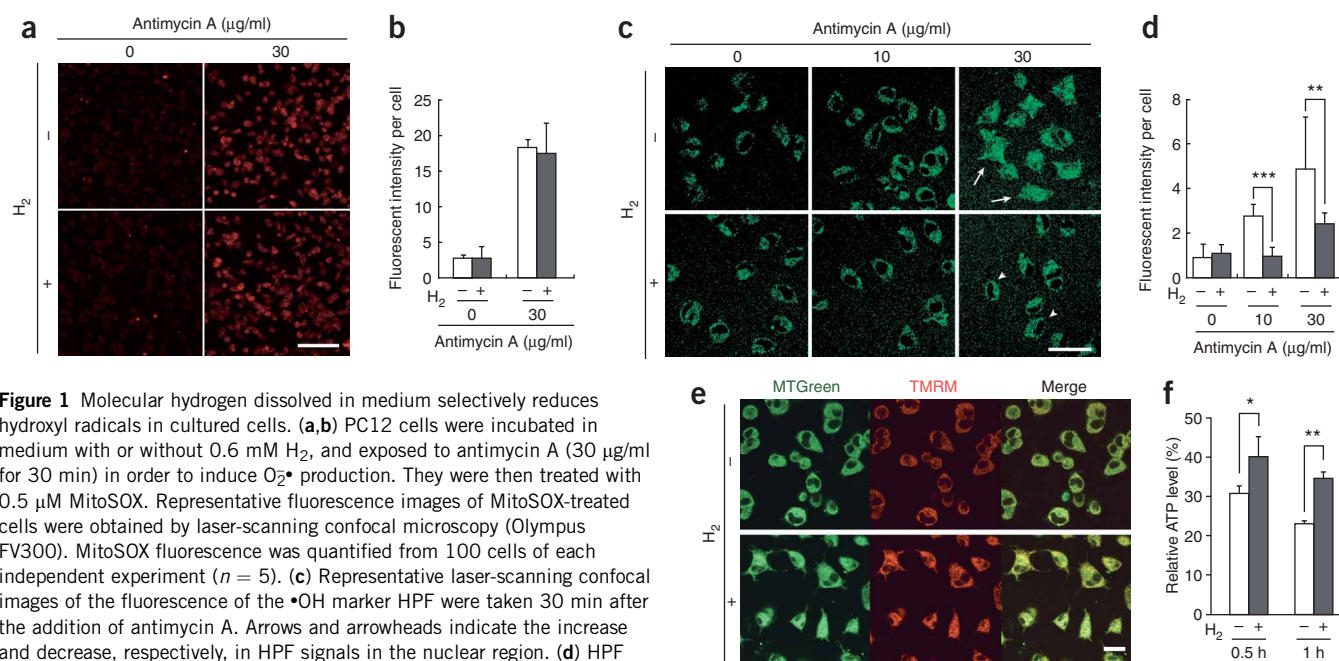 a
Antimycin A (μg/ml)
0 30
H2
–
+
b
Fluorescent intensity per cell
25
20
15
10
5
0
H2 – + – +
0 30
Antimycin A (μg/ml)
c
Antimycin A (μg/ml)
0 10 30
H2
–
+
d
Fluorescent intensity per cell
8
6
4
2
0
***
**
H2 – + – + – +
0 10 30
Antimycin A (μg/ml)
Figure 1 Molecular hydrogen dissolved in medium selectively reduces
hydroxyl radicals in cultured cells. (a,b) PC12 cells were incubated in
medium with or without 0.6 mM H2, and exposed to antimycin A (30 μg/ml
for 30 min) in order to induce O2−• production. They were then treated with
0.5 μM MitoSOX. Representative fluorescence images of MitoSOX-treated
cells were obtained by laser-scanning confocal microscopy (Olympus
FV300). MitoSOX fluorescence was quantified from 100 cells of each
independent experiment (n = 5). (c) Representative laser-scanning confocal
images of the fluorescence of the •OH marker HPF were taken 30 min after
the addition of antimycin A. Arrows and arrowheads indicate the increase
and decrease, respectively, in HPF signals in the nuclear region. (d) HPF
e
MTGreen TMRM Merge
H2
–
+
f
Relative ATP level (%)
50
40
30
20
10
0
*
**
H2 – + – +
0.5 h 1 h